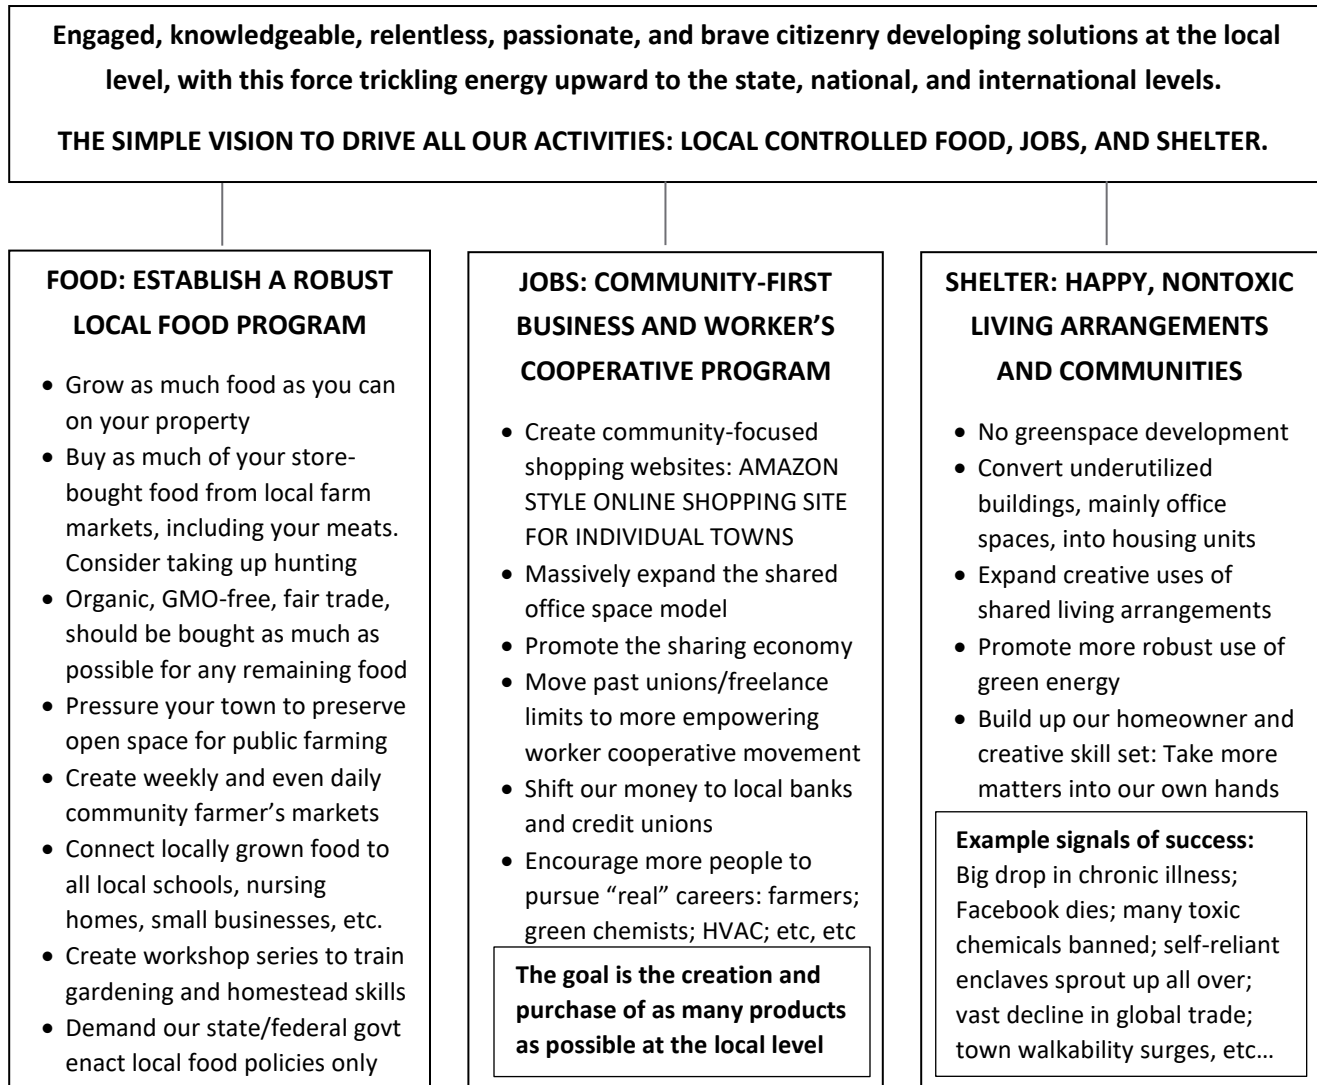 Engaged, knowledgeable, relentless, passionate, and brave citizenry developing solutions at the local
level, with this force trickling energy upward to the state, national, and international levels.
THE SIMPLE VISION TO DRIVE ALL OUR ACTIVITIES: LOCAL CONTROLLED FOOD, JOBS, AND SHELTER.
FOOD: ESTABLISH A ROBUST
LOCAL FOOD PROGRAM
• Grow as much food as you can
on your property
• Buy as much of your store-
bought food from local farm
markets, including your meats.
Consider taking up hunting
• Organic, GMO-free, fair trade,
should be bought as much as
possible for any remaining food
• Pressure your town to preserve
open space for public farming
• Create weekly and even daily
community farmer’s markets
• Connect locally grown food to
all local schools, nursing
homes, small businesses, etc.
• Create workshop series to train
gardening and homestead skills
• Demand our state/federal govt
enact local food policies only
JOBS: COMMUNITY-FIRST
BUSINESS AND WORKER’S
COOPERATIVE PROGRAM
• Create community-focused
shopping websites: AMAZON
STYLE ONLINE SHOPPING SITE
FOR INDIVIDUAL TOWNS
• Massively expand the shared
office space model
• Promote the sharing economy
• Move past unions/freelance
limits to more empowering
worker cooperative movement
• Shift our money to local banks
and credit unions
• Encourage more people to
pursue “real” careers: farmers;
green chemists; HVAC; etc, etc
The goal is the creation and
purchase of as many products
as possible at the local level
SHELTER: HAPPY, NONTOXIC
LIVING ARRANGEMENTS
AND COMMUNITIES
• No greenspace development
• Convert underutilized
buildings, mainly office
spaces, into housing units
• Expand creative uses of
shared living arrangements
• Promote more robust use of
green energy
• Build up our homeowner and
creative skill set: Take more
matters into our own hands
Example signals of success:
Big drop in chronic illness;
Facebook dies; many toxic
chemicals banned; self-reliant
enclaves sprout up all over;
vast decline in global trade;
town walkability surges, etc…